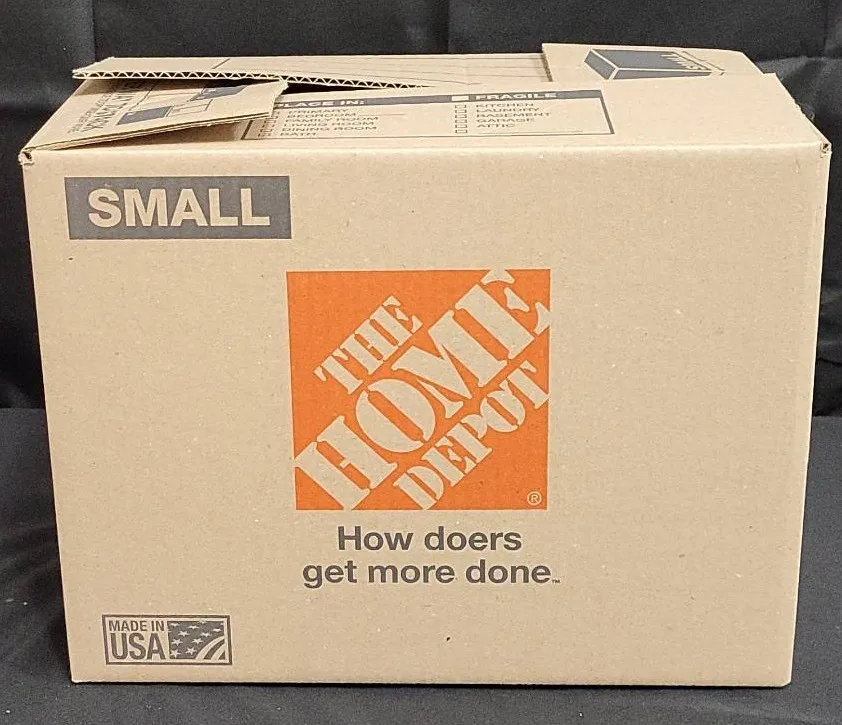 PLACE IN:
FRAGILE
PRIMARY
BEDROOM
FAMILY ROOM
LIVING ROOM
DINING ROOM
BATH
KITCHEN
LAUNDRY
BASEMENT
GARAGE
ATTIC
SMALL
THE
HOME
DEPOT
®
How doers
get more done™
MADE IN
USA